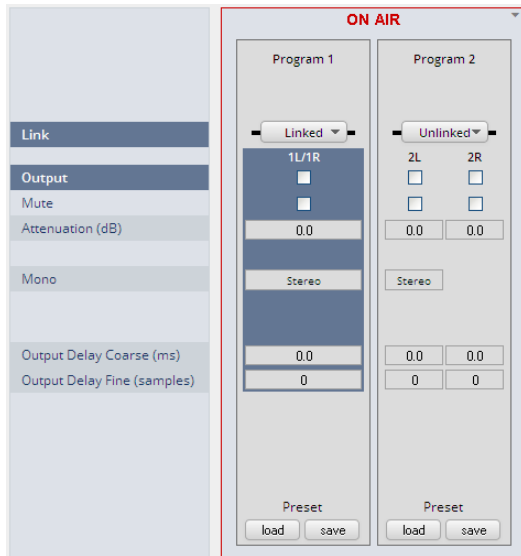 ON AIR
Program 1 Program 2
Link Linked Unlinked
1L/1R 2L 2R
Output
Mute
Attenuation (dB) 0.0 0.0 0.0
Mono Stereo Stereo
Output Delay Coarse (ms) 0.0 0.0 0.0
Output Delay Fine (samples) 0 0 0
Preset Preset
load save load save